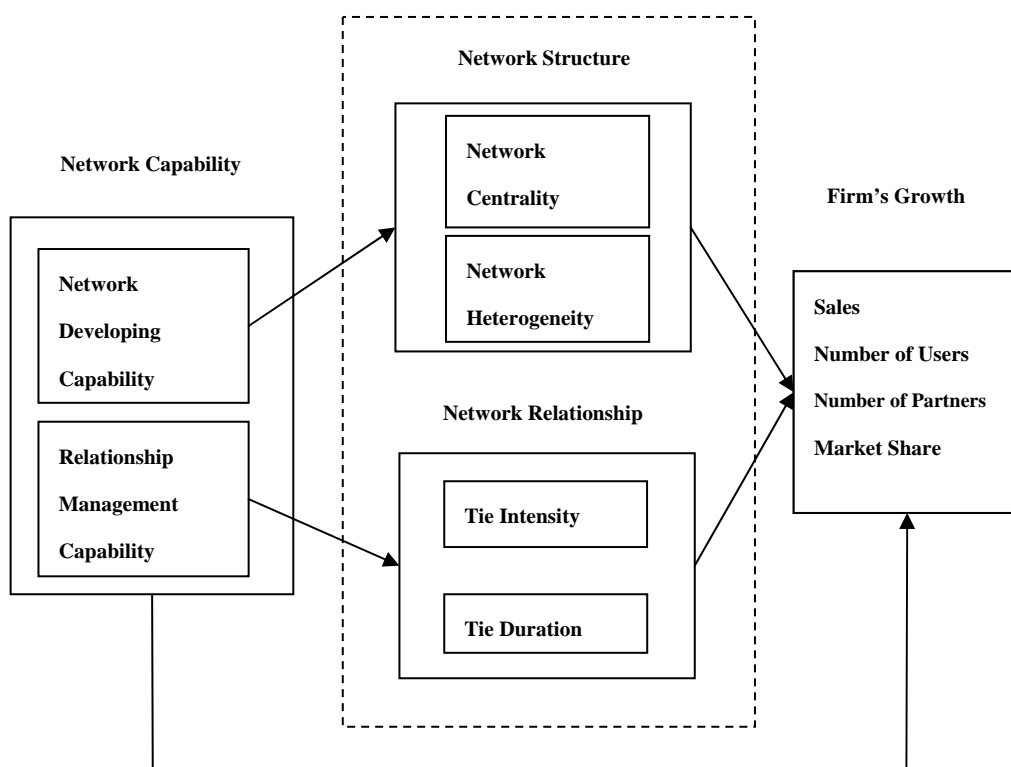 Network Structure
Network
Centrality
Network
Heterogeneity
Network Capability
Network
Developing
Capability
Relationship
Management
Capability
Network Relationship
Tie Intensity
Tie Duration
Firm's Growth
Sales
Number of Users
Number of Partners
Market Share